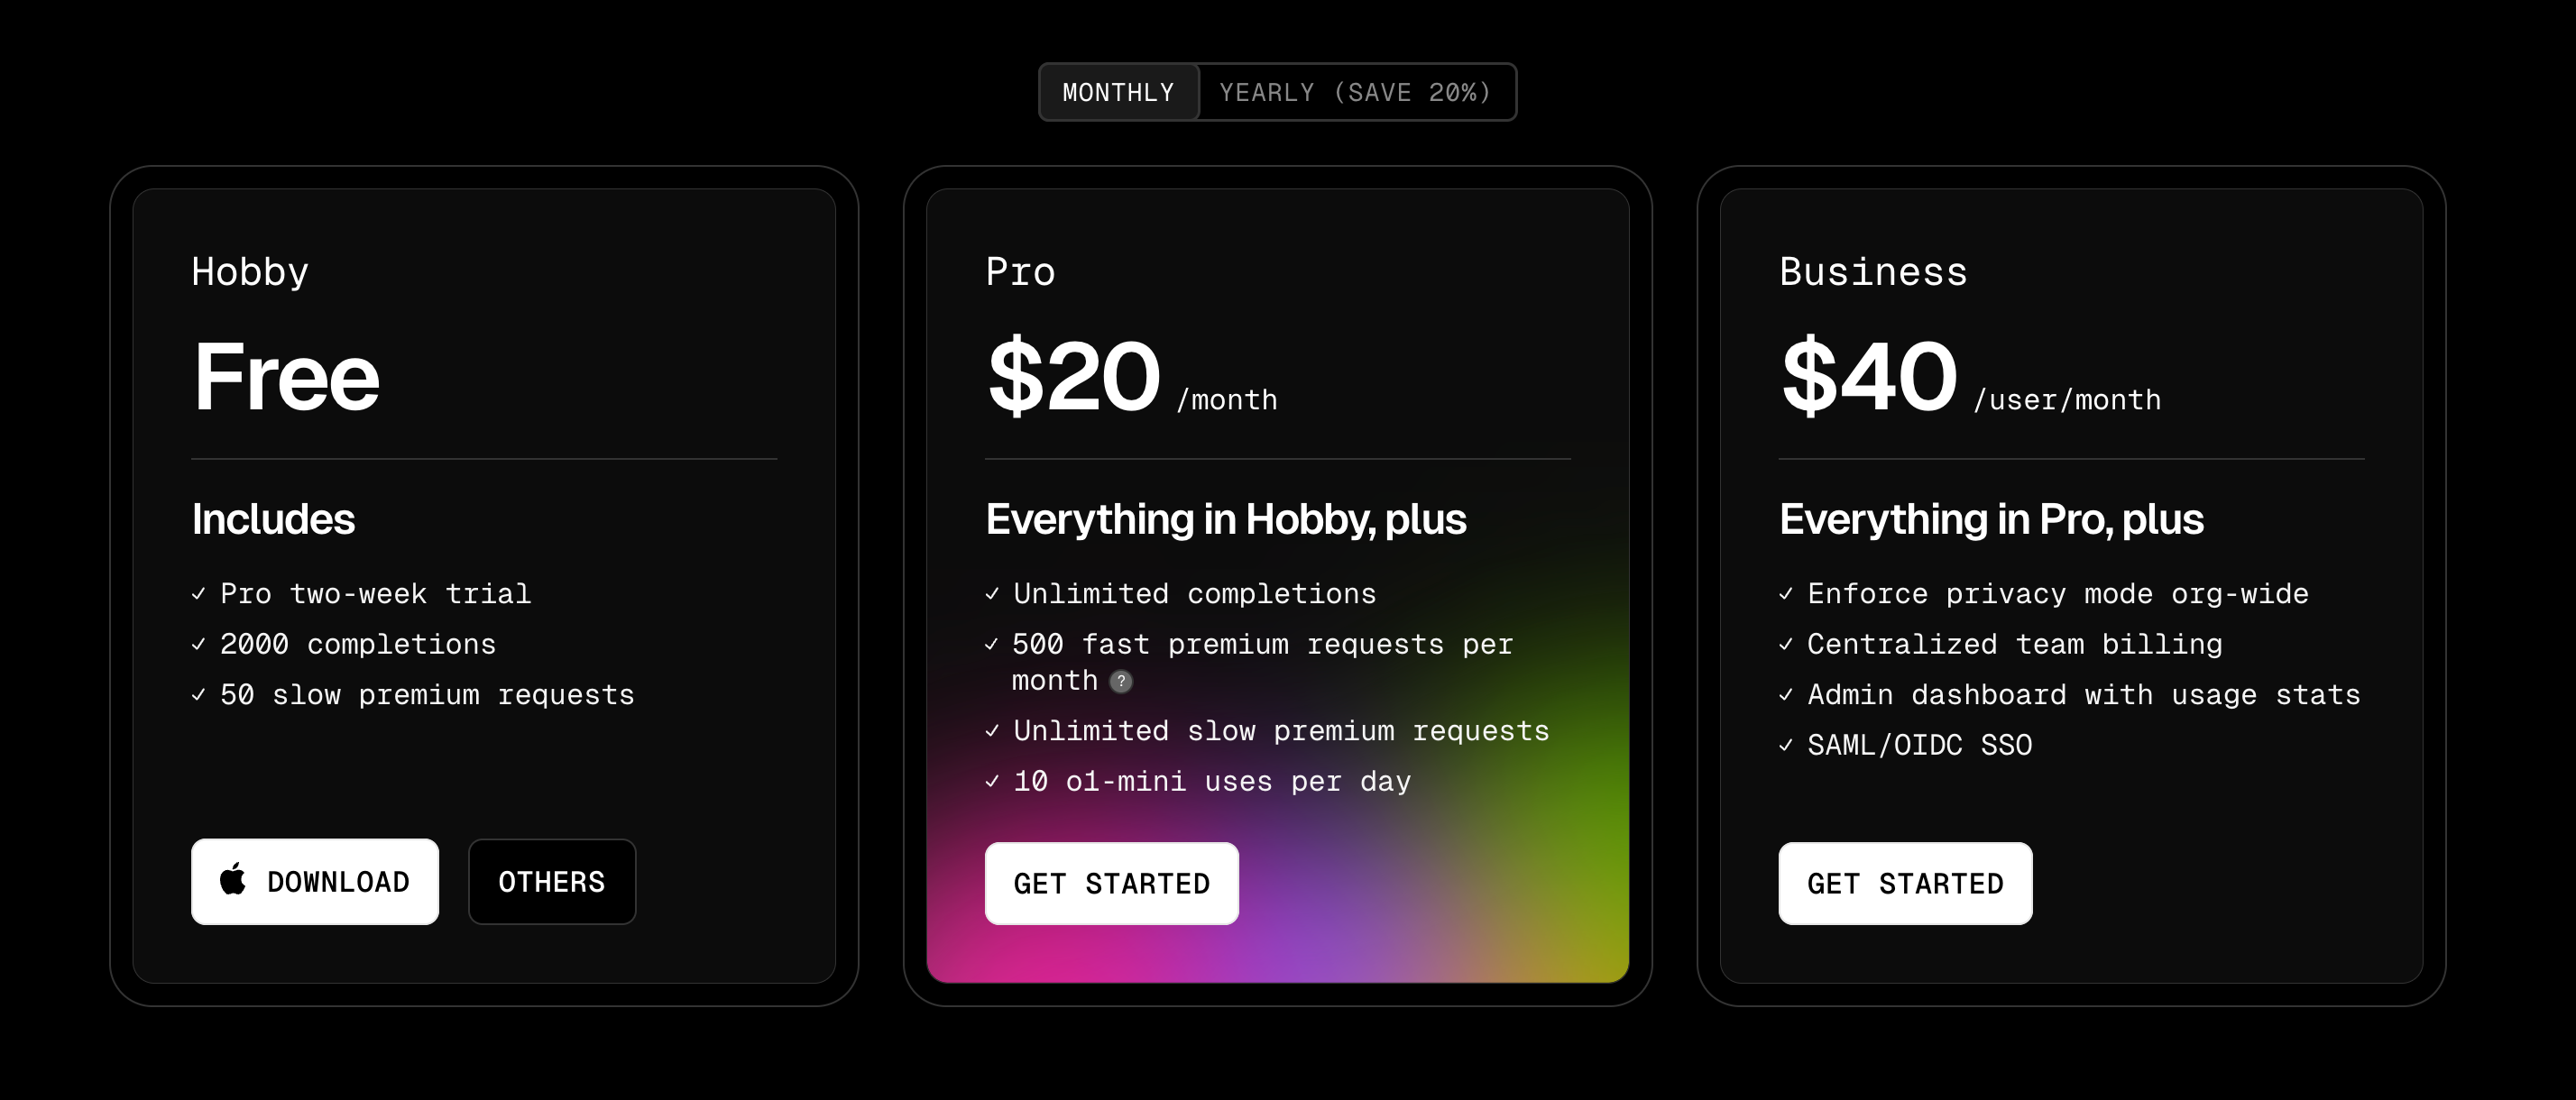 MONTHLY YEARLY (SAVE 20%)
Hobby
Free
Includes
✓ Pro two-week trial
✓ 2000 completions
✓ 50 slow premium requests
DOWNLOAD OTHERS
Pro
$20 /month
Everything in Hobby, plus
✓ Unlimited completions
✓ 500 fast premium requests per
month ?
✓ Unlimited slow premium requests
✓ 10 o1-mini uses per day
GET STARTED
Business
$40 /user/month
Everything in Pro, plus
✓ Enforce privacy mode org-wide
✓ Centralized team billing
✓ Admin dashboard with usage stats
✓ SAML/OIDC SSO
GET STARTED